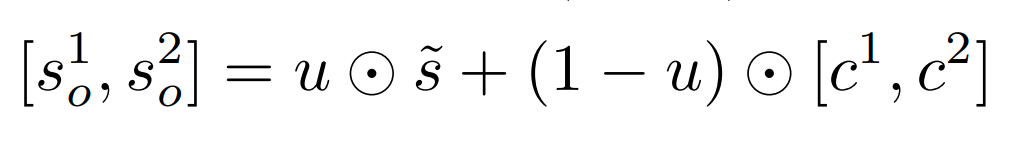 [s_o^1, s_o^2] = u ⊙ s̃ + (1 − u) ⊙ [c^1, c^2]